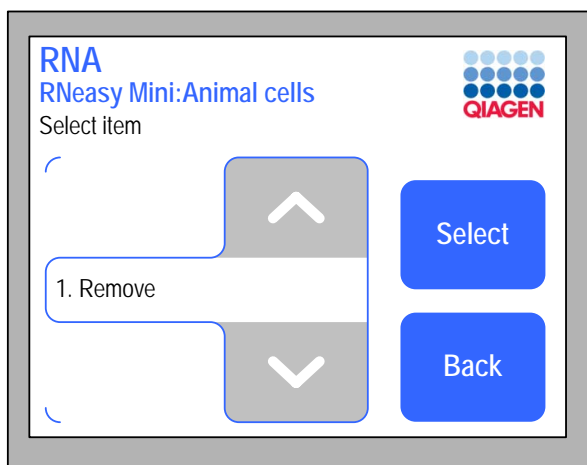 RNA
RNeasy Mini:Animal cells
Select item
QIAGEN
Select
1. Remove
Back